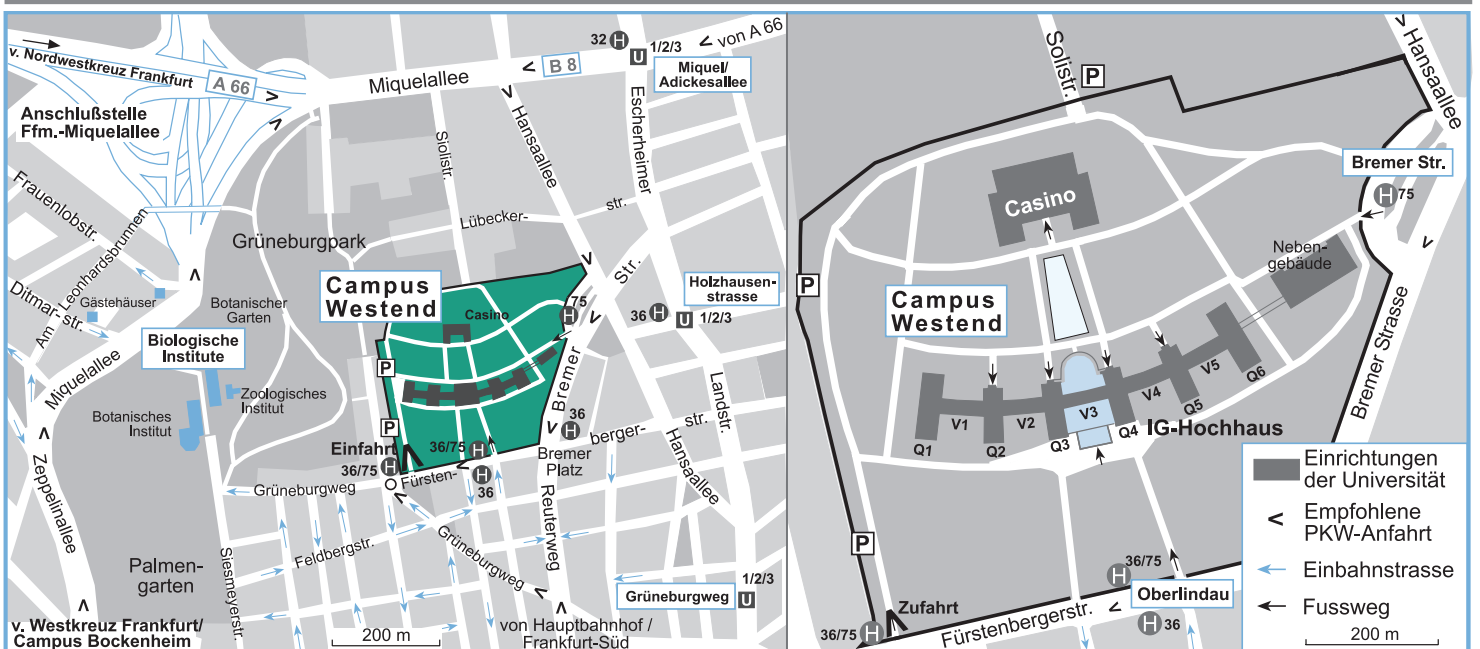 v. Nordwestkreuz Frankfurt
A 66
Anschlußstelle
Ffm.-Miquelallee
Miquelallee
B 8
32 H
U 1/2/3
von A 66
Miquel/
Adickesallee
Hansaallee
Escherheimer
Siolistr.
Frauenlobstr.
Am Leonhardsbrunnen
Ditmar-str.
Gästehäuser
Grüneburgpark
Lübecker-
str.
Botanischer
Garten
Campus
Westend
Casino
75
H
Str.
Holzhausen-
strasse
36 H
U 1/2/3
Biologische
Institute
Zoologisches
Institut
Botanisches
Institut
Miquelallee
P
P
Bremer
36
H
Bremer
Platz
berger-
str.
Landstr.
Hansaallee
Einfahrt
36/75
H
36/75
H
Fürsten-
H
36
Grüneburgweg
Zeppelinallee
Feldbergstr.
Grüneburgweg
Reuterweg
Palmen-
garten
Siesmeyerstr.
Grüneburgweg
1/2/3
U
v. Westkreuz Frankfurt/
Campus Bockenheim
200 m
von Hauptbahnhof /
Frankfurt-Süd
Solistr.
P
Hansaallee
Bremer Str.
H 75
Casino
Neben-
gebäude
P
Campus
Westend
Bremer Strasse
Q1
V1
Q2
V2
Q3
V3
Q4
V4
Q5
V5
Q6
IG-Hochhaus
P
36/75
H
Oberlindau
H 36
Zufahrt
36/75 H
Fürstenbergerstr.
Einrichtungen
der Universität
Empfohlene
PKW-Anfahrt
Einbahnstrasse
Fussweg
200 m